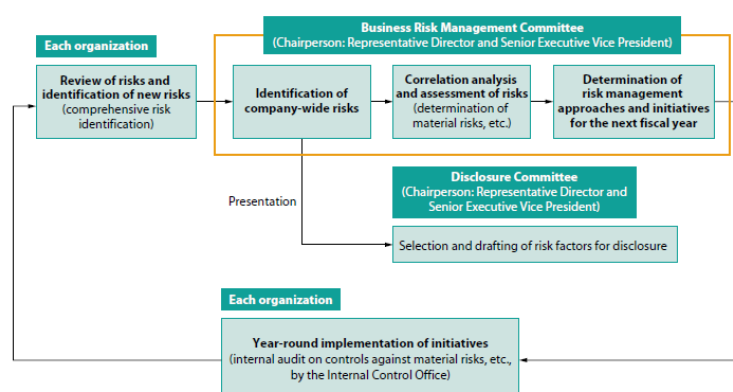 Business Risk Management Committee
(Chairperson: Representative Director and Senior Executive Vice President)
Each organization
Review of risks and
identification of new risks
(comprehensive risk
identification)
Identification of
company-wide risks
Correlation analysis
and assessment of risks
(determination of
material risks, etc.)
Determination of
risk management
approaches and initiatives
for the next fiscal year
Presentation
Disclosure Committee
(Chairperson: Representative Director and
Senior Executive Vice President)
Selection and drafting of risk factors for disclosure
Each organization
Year-round implementation of initiatives
(internal audit on controls against material risks, etc.,
by the Internal Control Office)